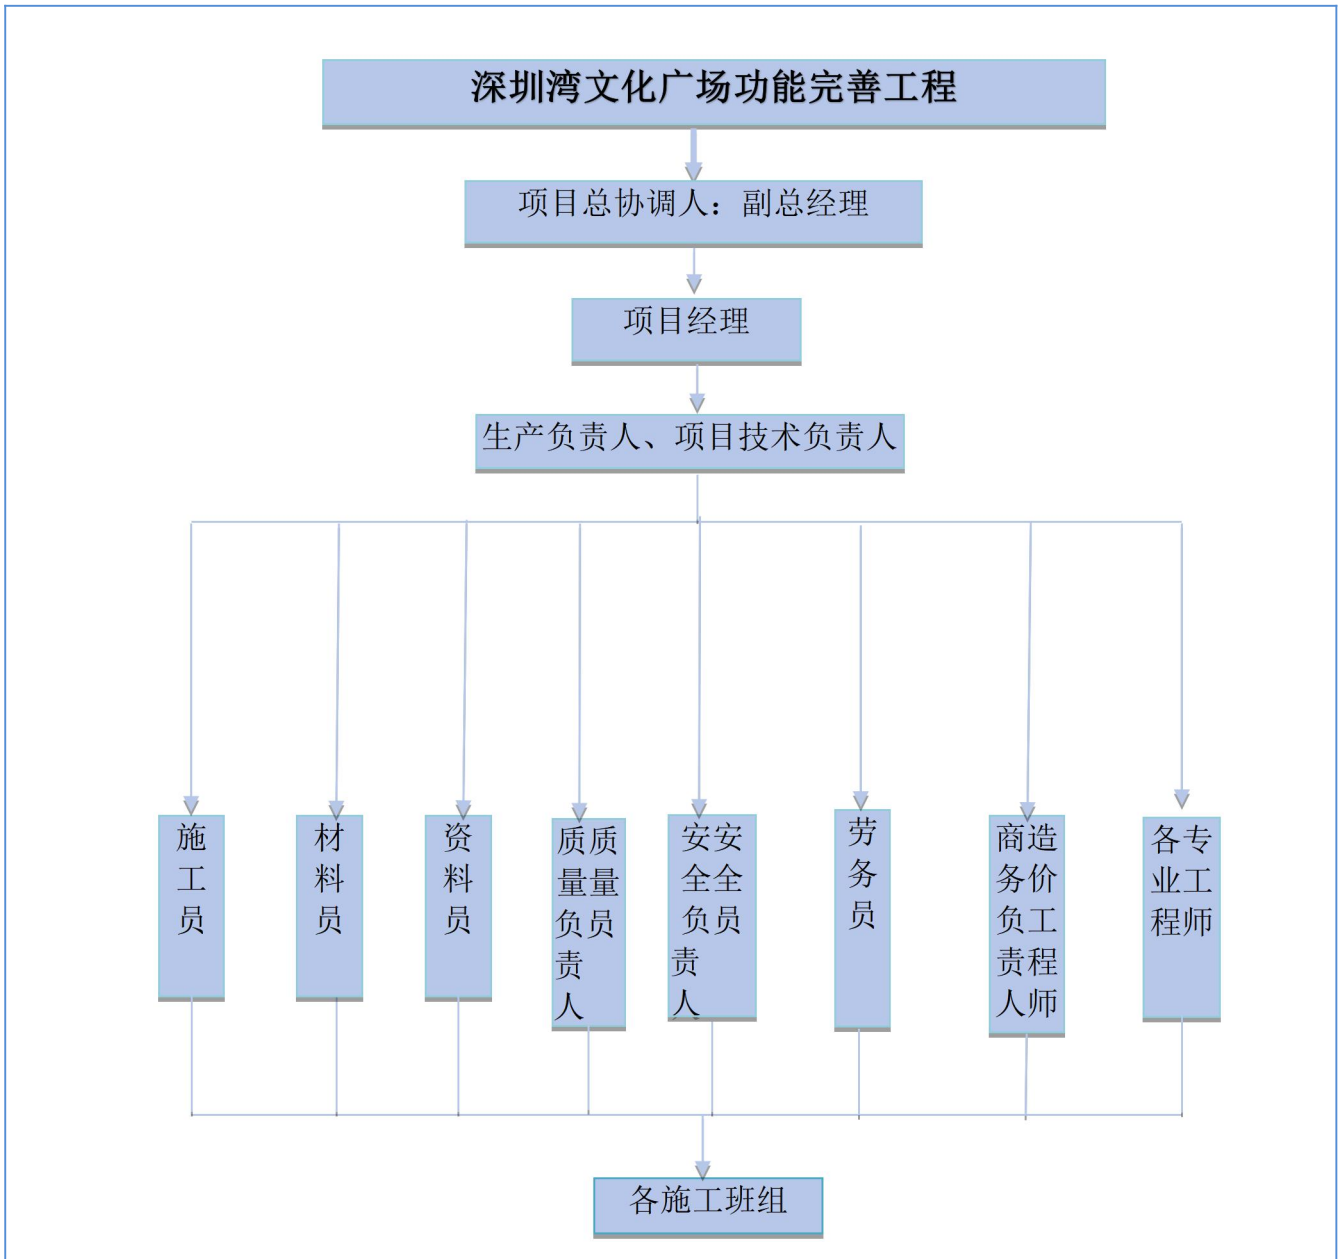 深圳湾文化广场功能完善工程
项目总协调人：副总经理
项目经理
生产负责人、项目技术负责人
施工员
材料员
资料员
质量负责人
质量员
安全负责人
安全员
劳务员
商务负责人
造价工程师
各专业工程师
各施工班组